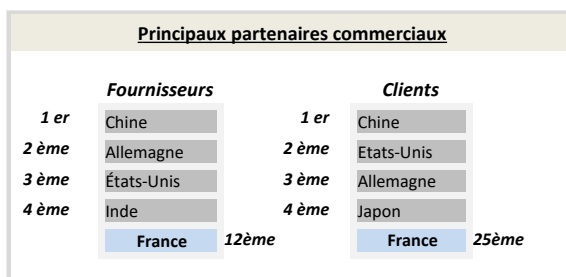 Principaux partenaires commerciaux
Fournisseurs
1 er Chine
2 ème Allemagne
3 ème États-Unis
4 ème Inde
France 12ème
Clients
1 er Chine
2 ème Etats-Unis
3 ème Allemagne
4 ème Japon
France 25ème